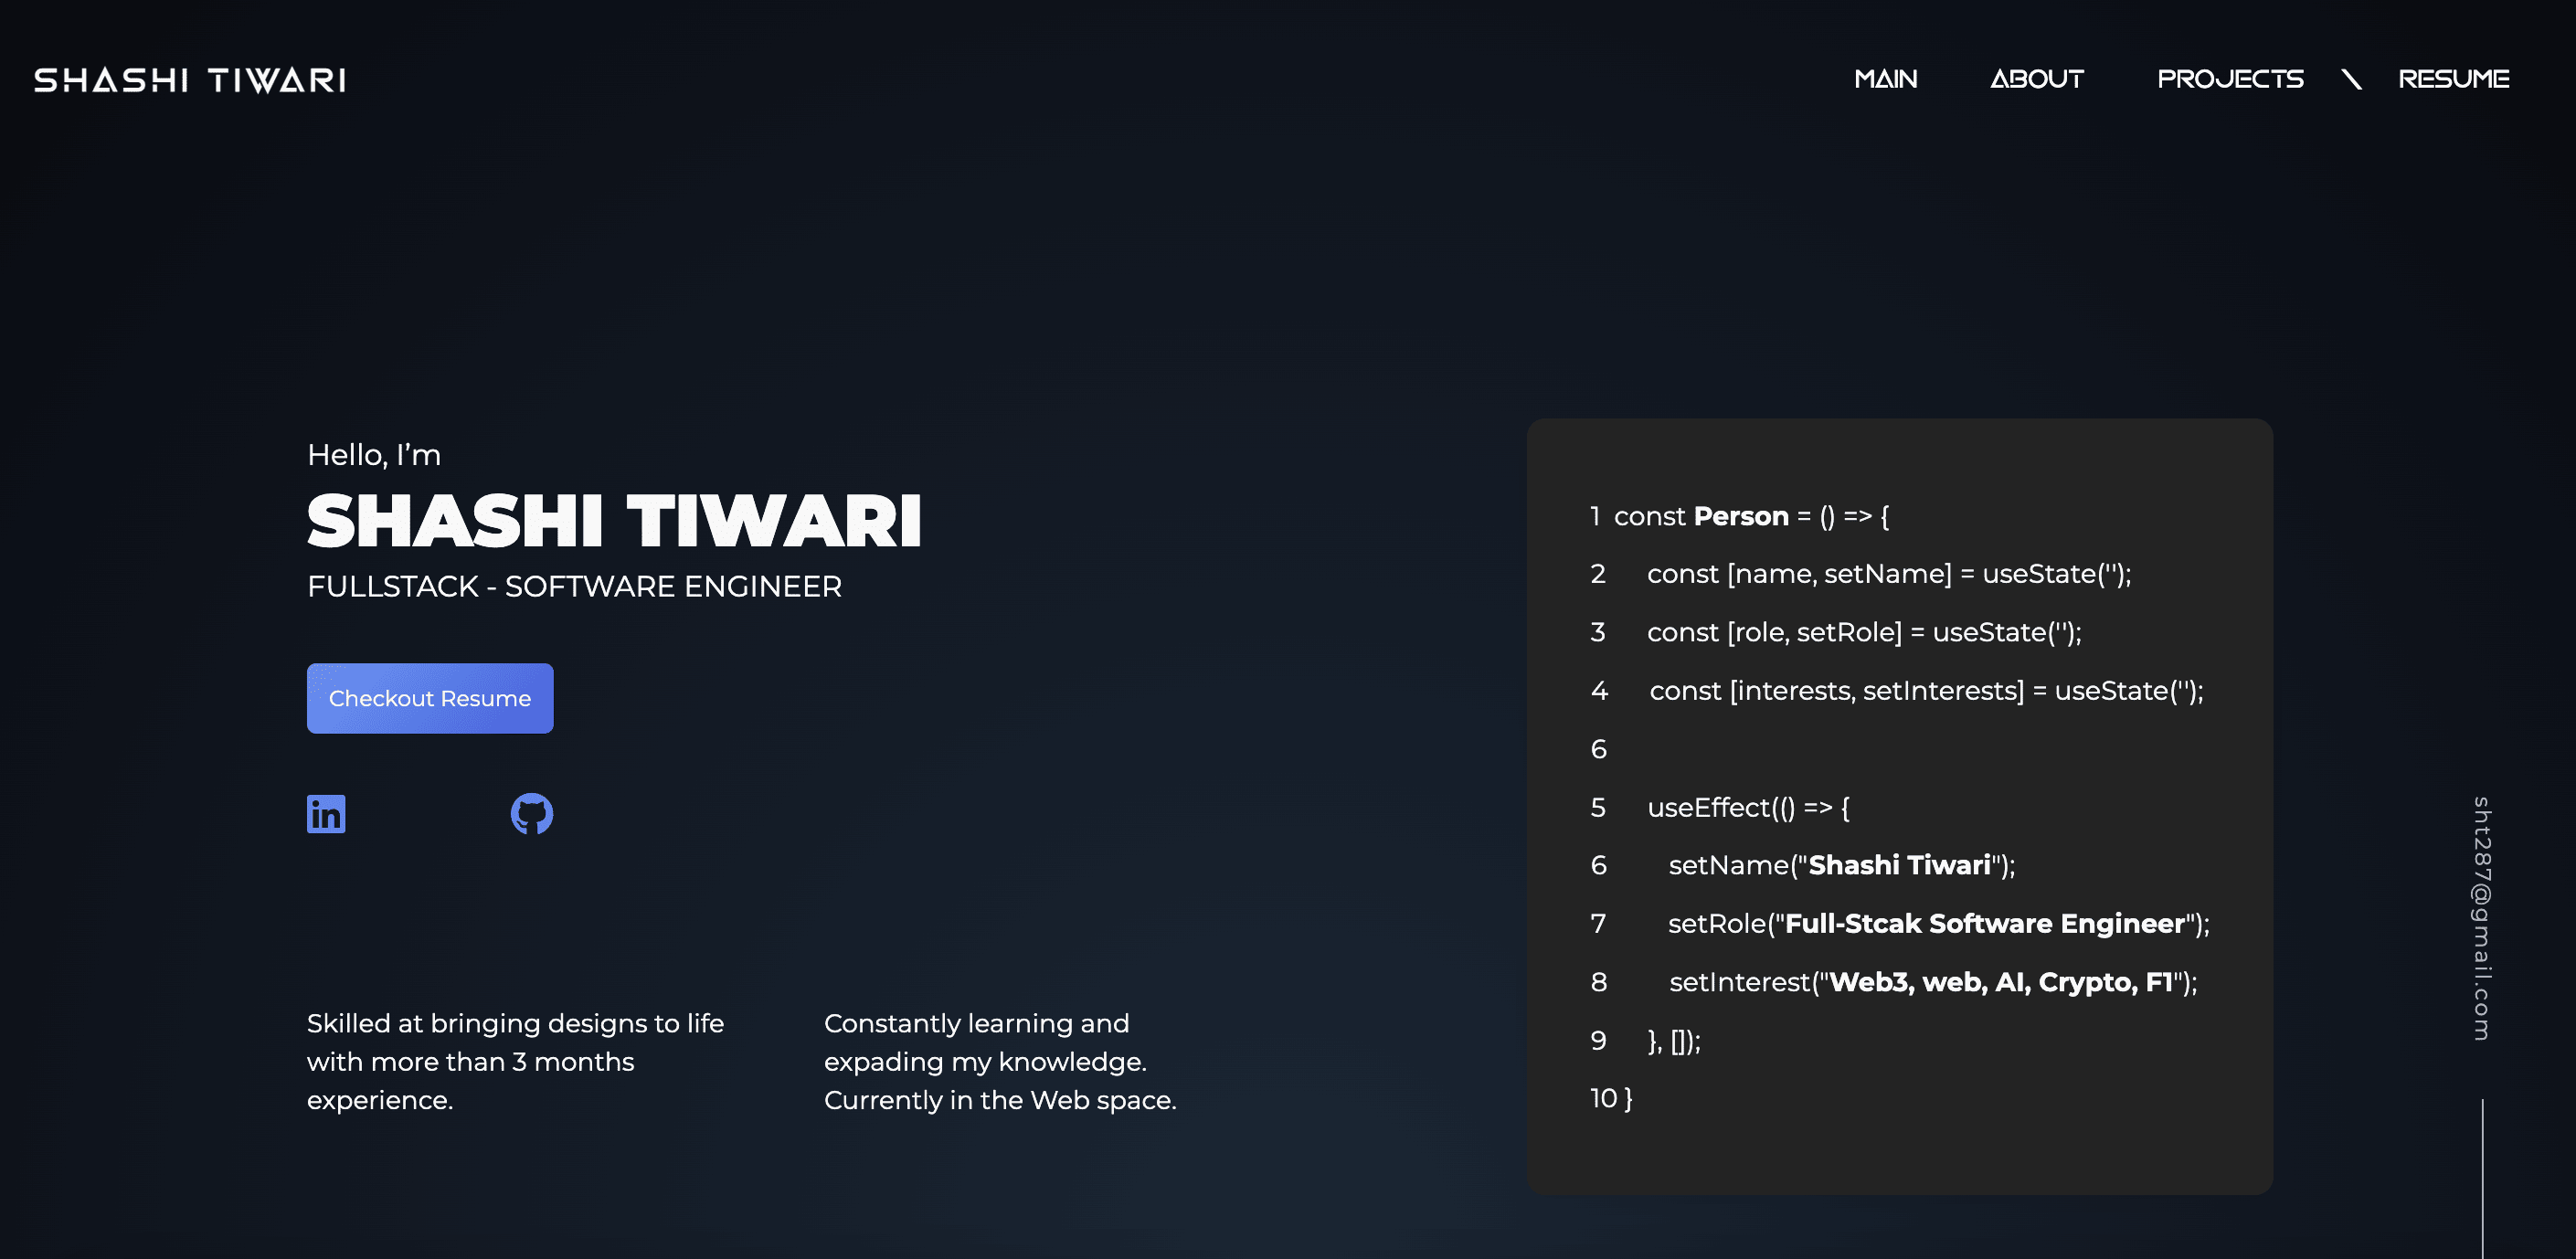 SHASHI TIWARI
MAIN ABOUT PROJECTS \ RESUME
Hello, I’m
SHASHI TIWARI
FULLSTACK - SOFTWARE ENGINEER
Checkout Resume
in
Skilled at bringing designs to life
with more than 3 months
experience.
Constantly learning and
expading my knowledge.
Currently in the Web space.
1 const Person = () => {
2 const [name, setName] = useState('');
3 const [role, setRole] = useState('');
4 const [interests, setInterests] = useState('');
6
5 useEffect(() => {
6 setName("Shashi Tiwari");
7 setRole("Full-Stcak Software Engineer");
8 setInterest("Web3, web, AI, Crypto, F1");
9 }, []);
10 }
sht287@gmail.com